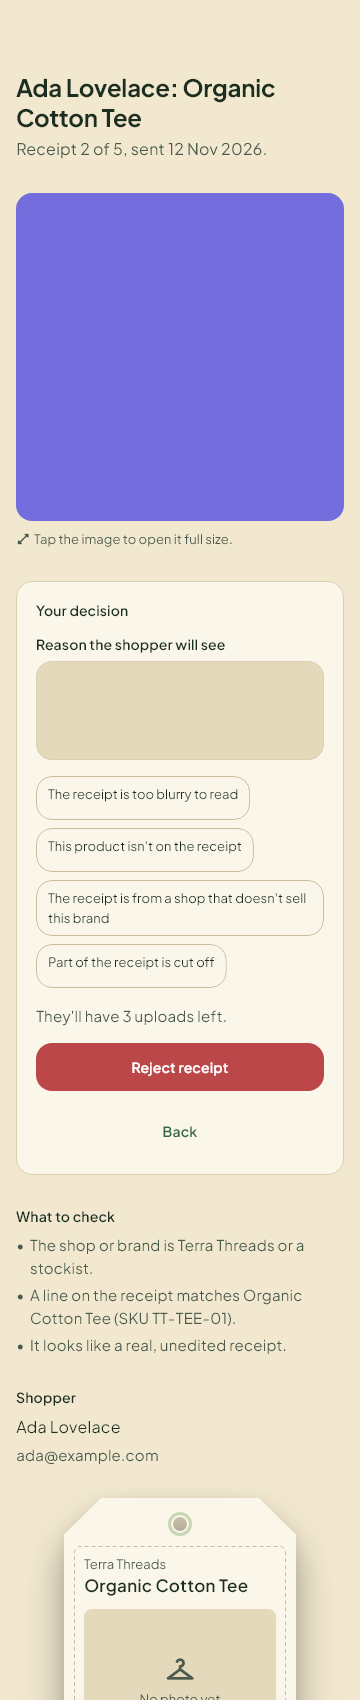 Ada Lovelace: Organic
Cotton Tee
Receipt 2 of 5, sent 12 Nov 2026.
Tap the image to open it full size.
Your decision
Reason the shopper will see
The receipt is too blurry to read
This product isn't on the receipt
The receipt is from a shop that doesn't sell
this brand
Part of the receipt is cut off
They'll have 3 uploads left.
Reject receipt
Back
What to check
• The shop or brand is Terra Threads or a
stockist.
• A line on the receipt matches Organic
Cotton Tee (SKU TT-TEE-01).
• It looks like a real, unedited receipt.
Shopper
Ada Lovelace
ada@example.com
Terra Threads
Organic Cotton Tee
No photo yet